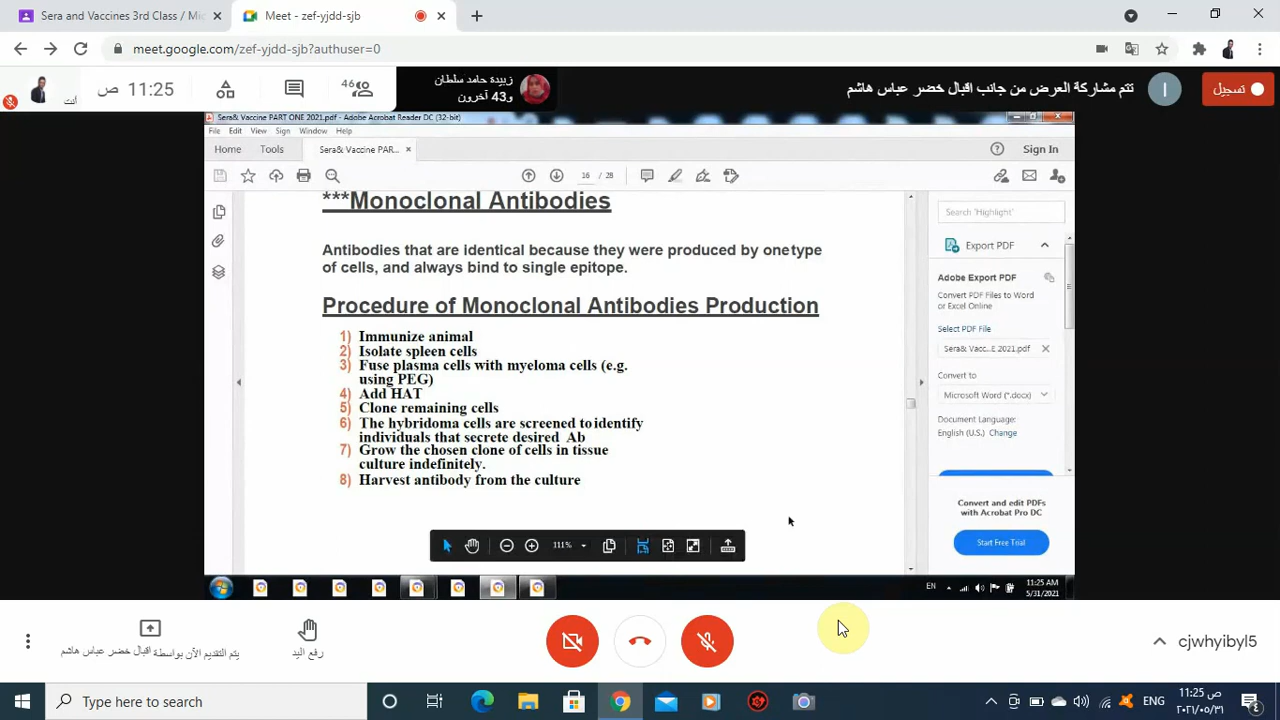 Sera and Vaccines 3rd Class / Mi
Meet - zef-yjdd-sjb
meet.google.com/zef-yjdd-sjb?authuser=0
11:25 ص
أنت
46
زبيدة حامد سلطان
و43 آخرون
تتم مشاركة العرض من جانب اقبال خضر عباس هاشم
I
تسجيل
Sera& Vaccine PART ONE 2021.pdf - Adobe Acrobat Reader DC (32-bit)
File Edit View Sign Window Help
Home Tools Sera& Vaccine PAR... Sign In
16 / 28
***Monoclonal Antibodies
Antibodies that are identical because they were produced by one type
of cells, and always bind to single epitope.
Procedure of Monoclonal Antibodies Production
1) Immunize animal
2) Isolate spleen cells
3) Fuse plasma cells with myeloma cells (e.g.
using PEG)
4) Add HAT
5) Clone remaining cells
6) The hybridoma cells are screened to identify
individuals that secrete desired Ab
7) Grow the chosen clone of cells in tissue
culture indefinitely.
8) Harvest antibody from the culture
111%
Search 'Highlight'
Export PDF
Adobe Export PDF
Convert PDF Files to Word
or Excel Online
Select PDF File
Sera& Vacc...E 2021.pdf
Convert to
Microsoft Word (*.docx)
Document Language:
English (U.S.) Change
Convert and edit PDFs
with Acrobat Pro DC
Start Free Trial
EN
11:25 AM
5/31/2021
يتم التقديم الآن بواسطة اقبال خضر عباس هاشم
رفع اليد
cjwhyibyl5
Type here to search
ENG
11:25 ص
٢٠٢١/٠٥/٣١